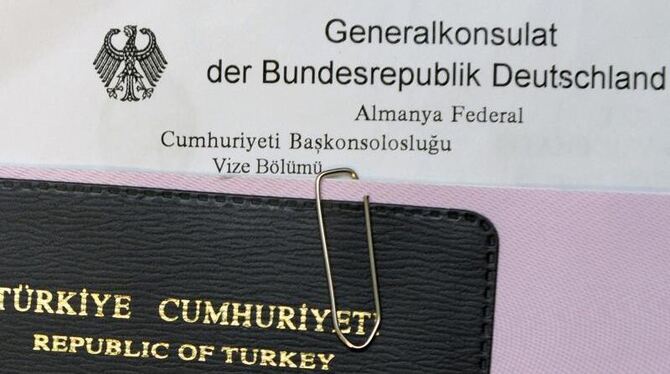 Generalkonsulat
der Bundesrepublik Deutschland
Almanya Federal
Cumhuriyeti Başkonsolosluğu
Vize Bölümü
TÜRKİYE CUMHURİYETİ
REPUBLIC OF TURKEY